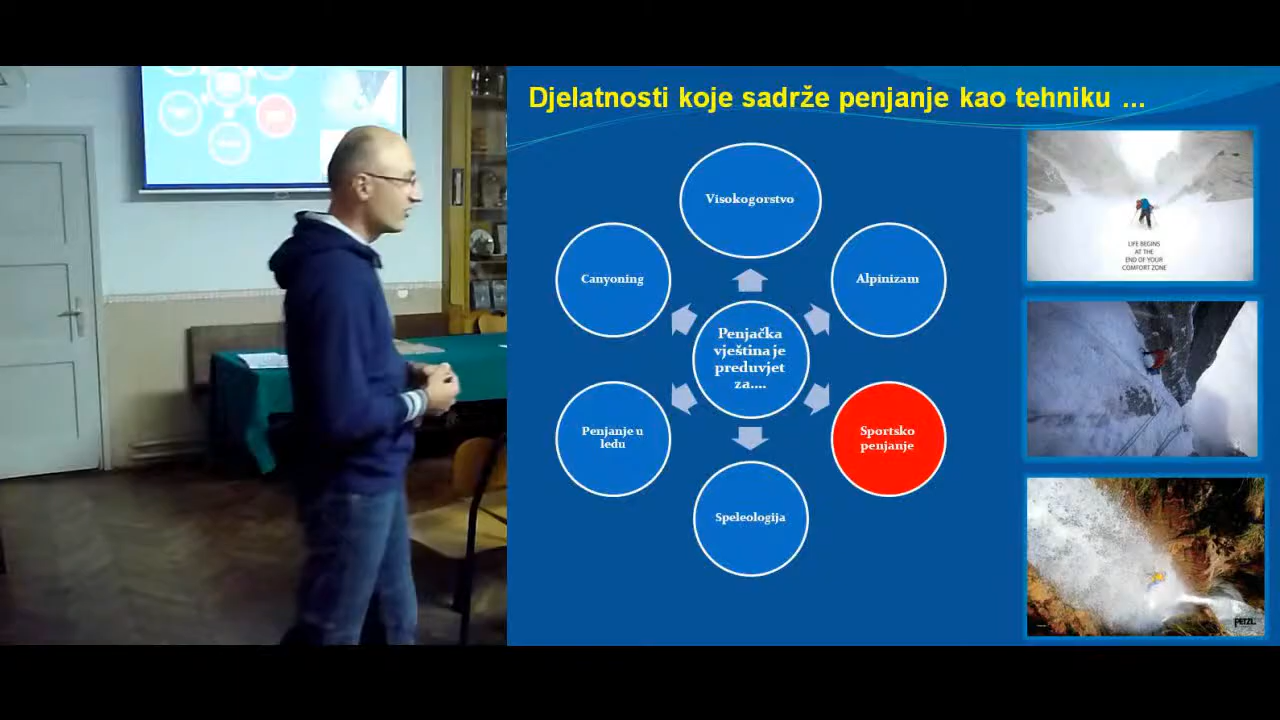 Djelatnosti koje sadrže penjanje kao tehniku ...
Visokogorstvo
Canyoning
Alpinizam
Penjačka
vještina je
preduvjet
za....
Penjanje u
ledu
Sportsko
penjanje
Speleologija
LIFE BEGINS
AT THE
END OF YOUR
COMFORT ZONE
PETZL